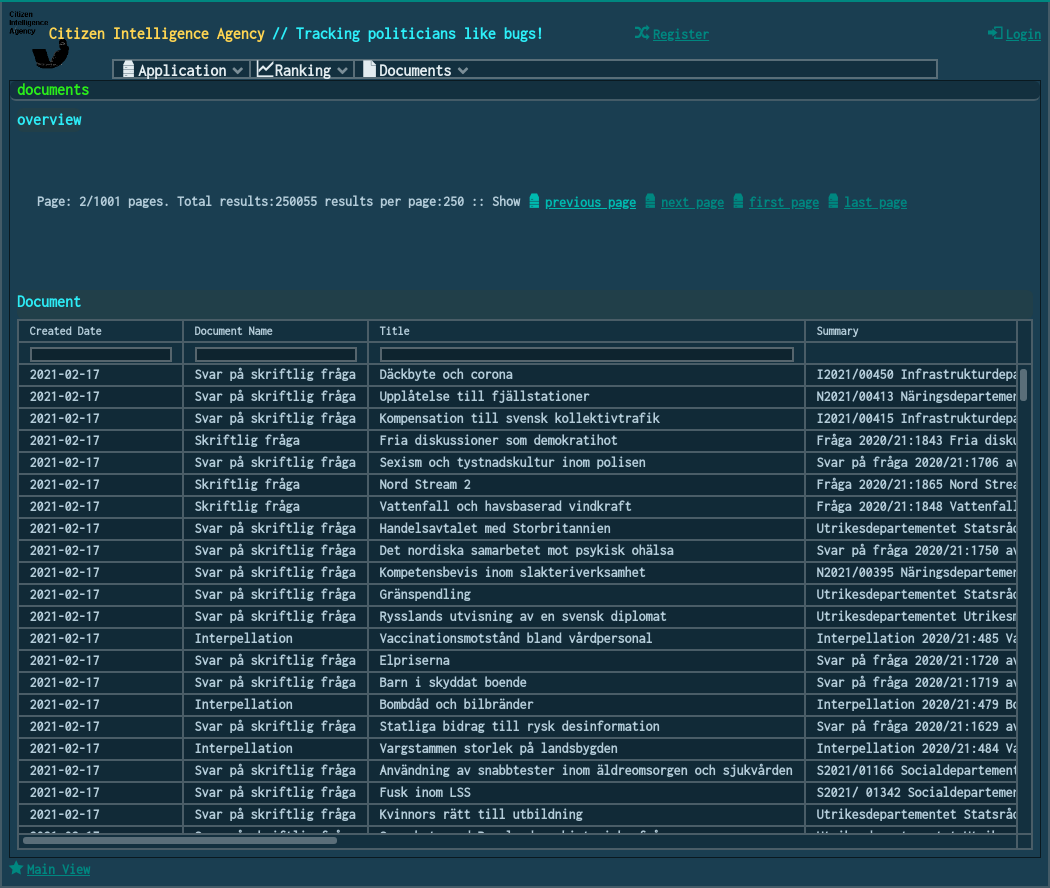 Citizen
Intelligence
Agency
Citizen Intelligence Agency // Tracking politicians like bugs!
Register
Login
Application Ranking Documents
documents
overview
Page: 2/1001 pages. Total results:250055 results per page:250 :: Show previous page next page first page last page
Document
Created Date Document Name Title Summary
2021-02-17 Svar på skriftlig fråga Däckbyte och corona I2021/00450 Infrastrukturdepa
2021-02-17 Svar på skriftlig fråga Upplåtelse till fjällstationer N2021/00413 Näringsdepartemen
2021-02-17 Svar på skriftlig fråga Kompensation till svensk kollektivtrafik I2021/00415 Infrastrukturdepa
2021-02-17 Skriftlig fråga Fria diskussioner som demokratihot Fråga 2020/21:1843 Fria disku
2021-02-17 Svar på skriftlig fråga Sexism och tystnadskultur inom polisen Svar på fråga 2020/21:1706 av
2021-02-17 Skriftlig fråga Nord Stream 2 Fråga 2020/21:1865 Nord Strea
2021-02-17 Skriftlig fråga Vattenfall och havsbaserad vindkraft Fråga 2020/21:1848 Vattenfall
2021-02-17 Svar på skriftlig fråga Handelsavtalet med Storbritannien Utrikesdepartementet Statsråd
2021-02-17 Svar på skriftlig fråga Det nordiska samarbetet mot psykisk ohälsa Svar på fråga 2020/21:1750 av
2021-02-17 Svar på skriftlig fråga Kompetensbevis inom slakteriverksamhet N2021/00395 Näringsdepartemen
2021-02-17 Svar på skriftlig fråga Gränspendling Utrikesdepartementet Statsråd
2021-02-17 Svar på skriftlig fråga Rysslands utvisning av en svensk diplomat Utrikesdepartementet Utrikesm
2021-02-17 Interpellation Vaccinationsmotstånd bland vårdpersonal Interpellation 2020/21:485 Va
2021-02-17 Svar på skriftlig fråga Elpriserna Svar på fråga 2020/21:1720 av
2021-02-17 Svar på skriftlig fråga Barn i skyddat boende Svar på fråga 2020/21:1719 av
2021-02-17 Interpellation Bombdåd och bilbränder Interpellation 2020/21:479 Bo
2021-02-17 Svar på skriftlig fråga Statliga bidrag till rysk desinformation Svar på fråga 2020/21:1629 av
2021-02-17 Interpellation Vargstammen storlek på landsbygden Interpellation 2020/21:484 Va
2021-02-17 Svar på skriftlig fråga Användning av snabbtester inom äldreomsorgen och sjukvården S2021/01166 Socialdepartement
2021-02-17 Svar på skriftlig fråga Fusk inom LSS S2021/ 01342 Socialdepartemen
2021-02-17 Svar på skriftlig fråga Kvinnors rätt till utbildning Utrikesdepartementet Statsråd
Main View